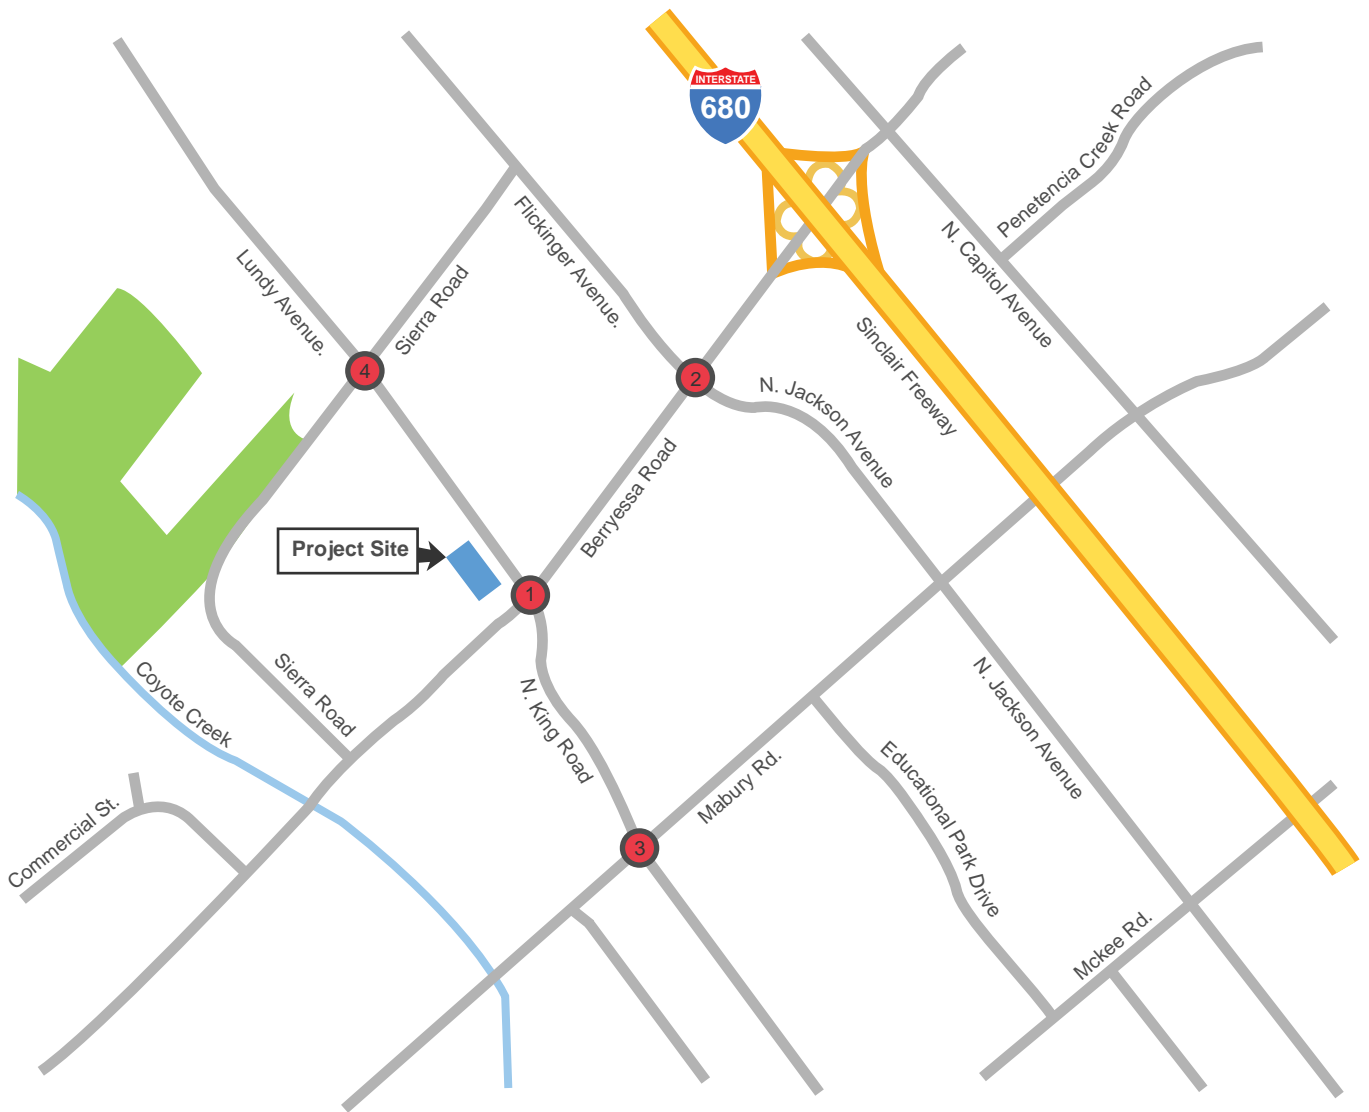 INTERSTATE
680
Penetencia Creek Road
N. Capitol Avenue
Flickinger Avenue.
Lundy Avenue.
Sierra Road
Sinclair Freeway
4
2
N. Jackson Avenue
Berryessa Road
Project Site
1
Sierra Road
Coyote Creek
N. King Road
N. Jackson Avenue
Mabury Rd.
Educational Park Drive
Commercial St.
3
Mckee Rd.